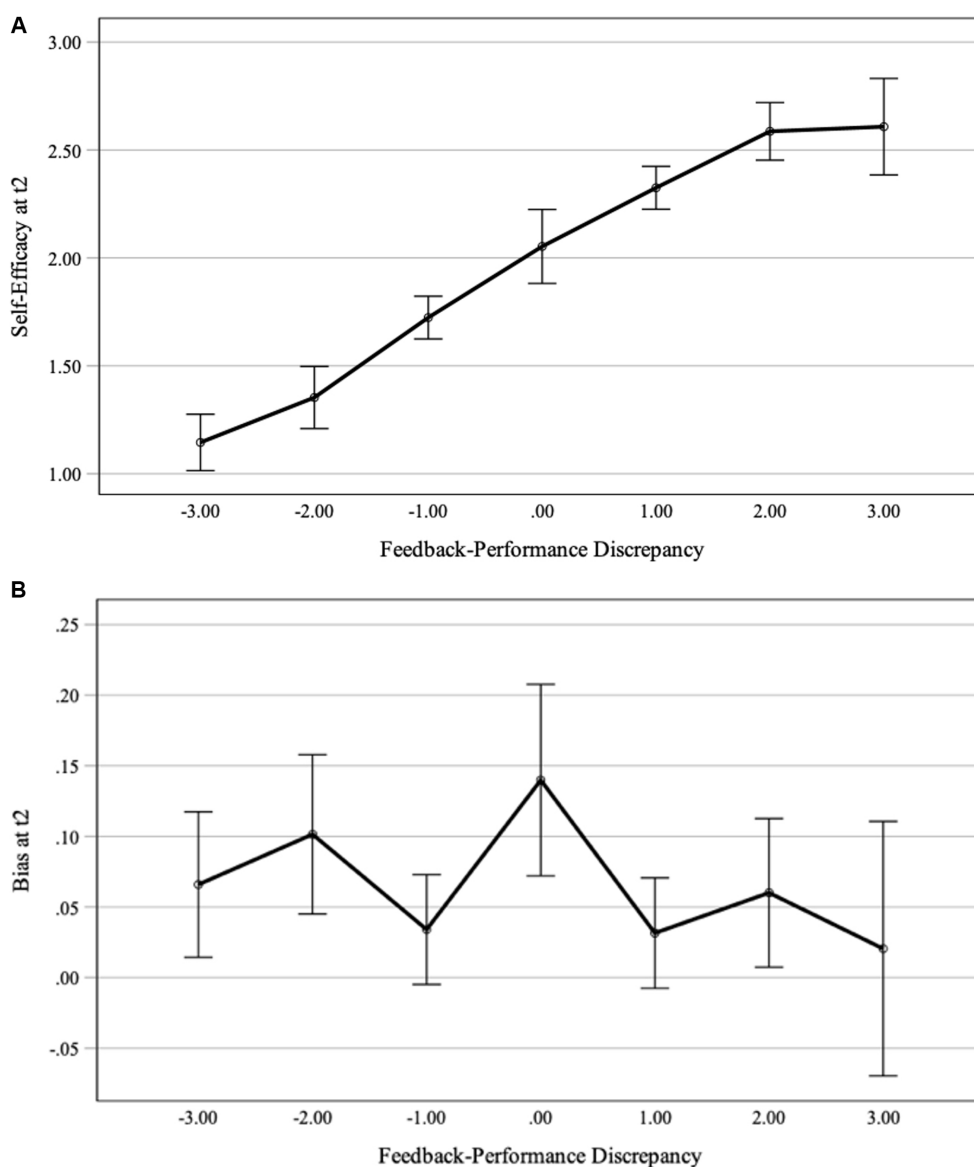 A
3.00
2.50
2.00
1.50
1.00
Self-Efficacy at t2
-3.00 -2.00 -1.00 .00 1.00 2.00 3.00
Feedback-Performance Discrepancy
B
.25
.20
.15
.10
.05
.00
-.05
Bias at t2
-3.00 -2.00 -1.00 .00 1.00 2.00 3.00
Feedback-Performance Discrepancy